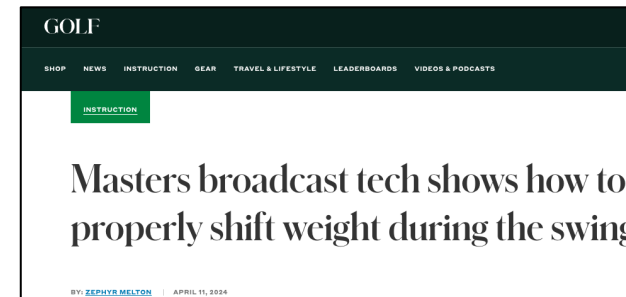 GOLF
SHOP NEWS INSTRUCTION GEAR TRAVEL & LIFESTYLE LEADERBOARDS VIDEOS & PODCASTS
INSTRUCTION
Masters broadcast tech shows how to
properly shift weight during the swing
BY: ZEPHYR MELTON | APRIL 11, 2024